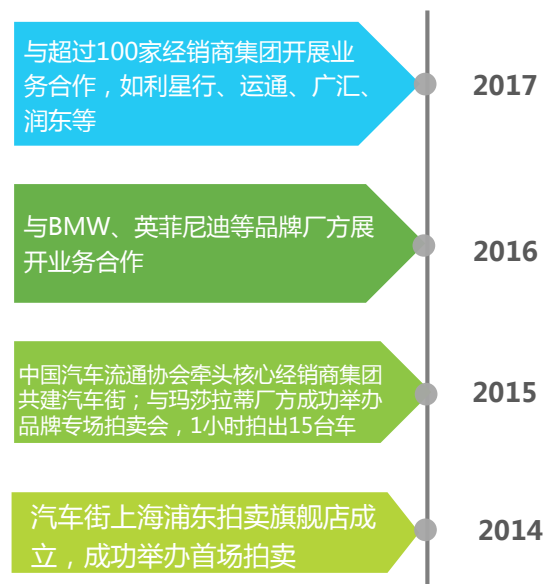 与超过100家经销商集团开展业
务合作，如利星行、运通、广汇、
润东等
2017
与BMW、英菲尼迪等品牌厂方展
开业务合作
2016
中国汽车流通协会牵头核心经销商集团
共建汽车街；与玛莎拉蒂厂方成功举办
品牌专场拍卖会，1小时拍出15台车
2015
汽车街上海浦东拍卖旗舰店成
立，成功举办首场拍卖
2014